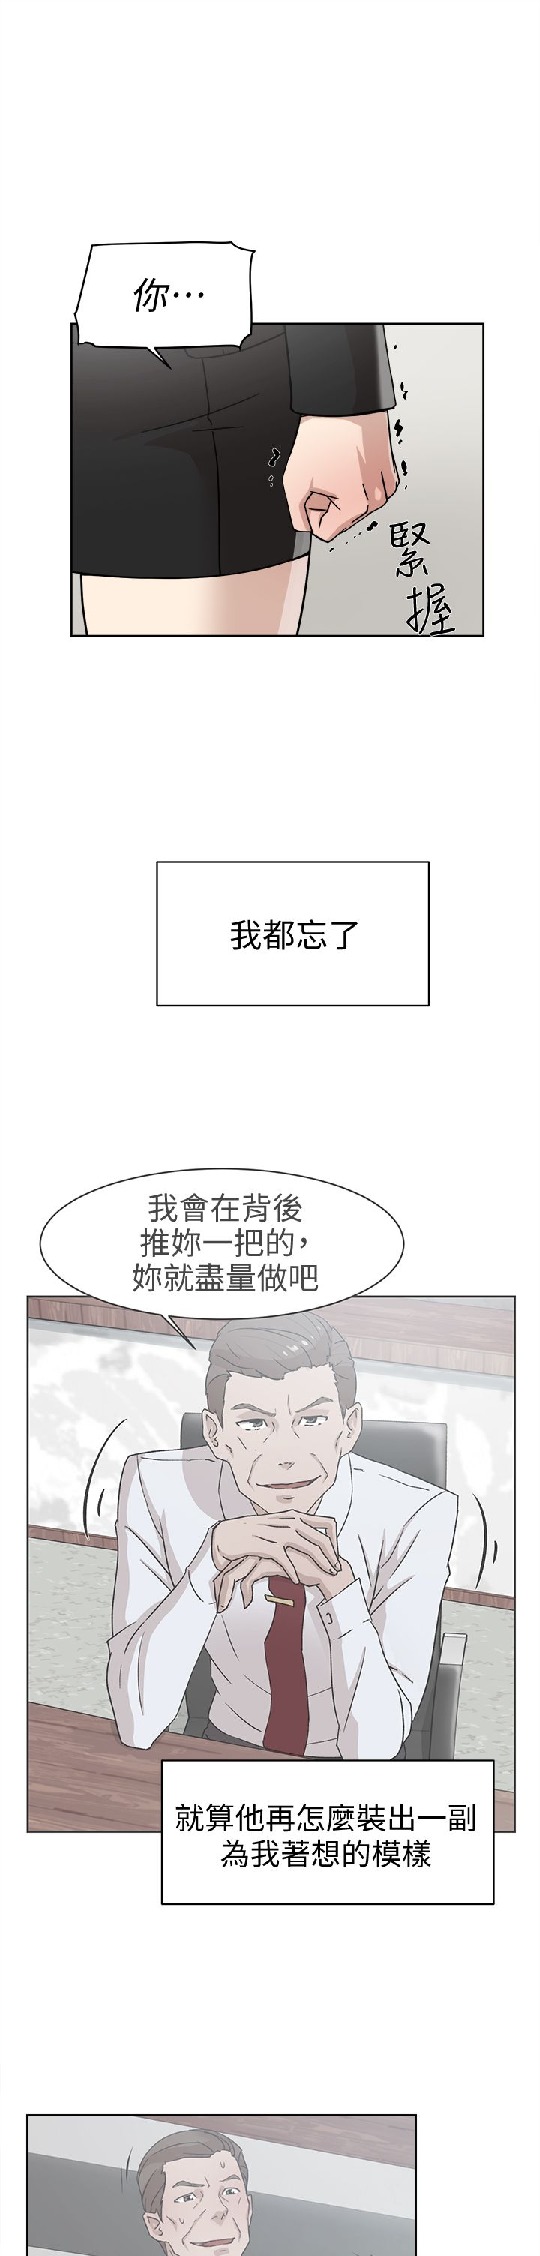 你…
緊握
我都忘了
我會在背後
推妳一把的，
妳就盡量做吧
就算他再怎麼裝出一副
為我著想的模樣